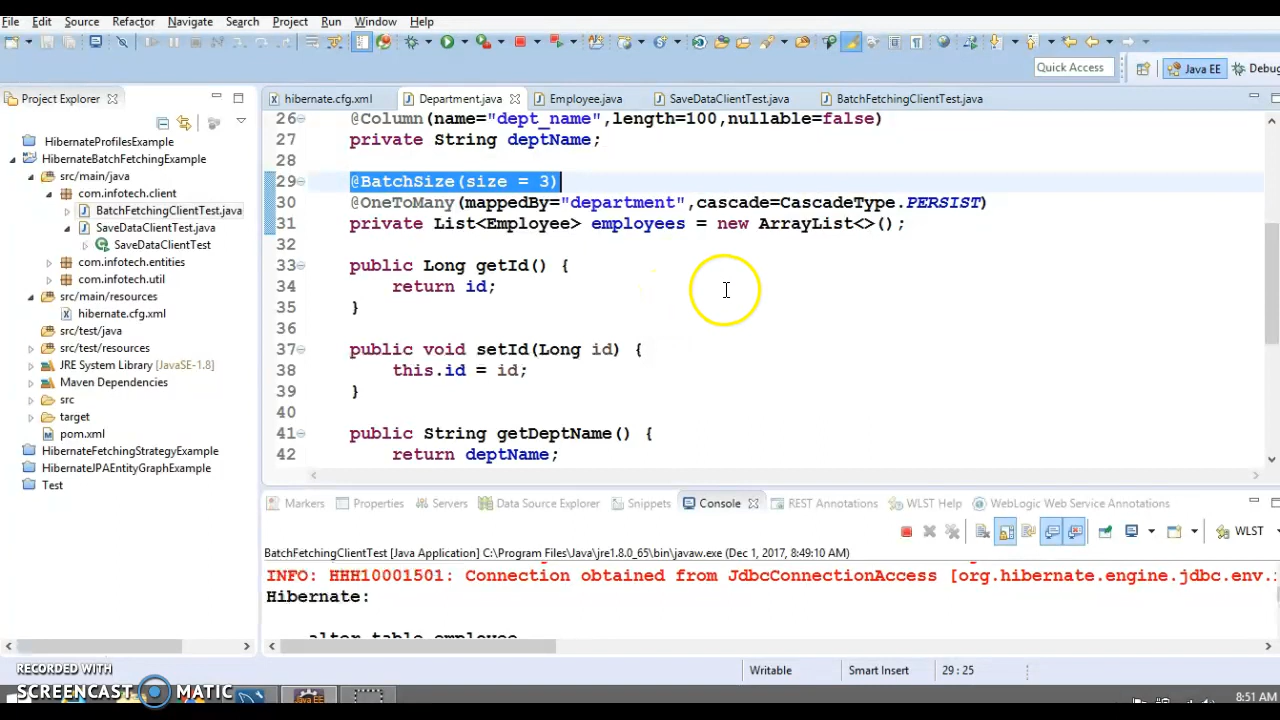 File Edit Source Refactor Navigate Search Project Run Window Help
Quick Access
Java EE
Debug
Project Explorer
hibernate.cfg.xml
Department.java
Employee.java
SaveDataClientTest.java
BatchFetchingClientTest.java
HibernateProfilesExample
HibernateBatchFetchingExample
src/main/java
com.infotech.client
BatchFetchingClientTest.java
SaveDataClientTest.java
SaveDataClientTest
com.infotech.entities
com.infotech.util
src/main/resources
hibernate.cfg.xml
src/test/java
src/test/resources
JRE System Library [JavaSE-1.8]
Maven Dependencies
src
target
pom.xml
HibernateFetchingStrategyExample
HibernateJPAEntityGraphExample
Test
26 @Column(name="dept_name",length=100,nullable=false)
27 private String deptName;
28
29 @BatchSize(size = 3)
30 @OneToMany(mappedBy="department",cascade=CascadeType.PERSIST)
31 private List<Employee> employees = new ArrayList<>();
32
33 public Long getId() {
34 return id;
35 }
36
37 public void setId(Long id) {
38 this.id = id;
39 }
40
41 public String getDeptName() {
42 return deptName;
Markers Properties Servers Data Source Explorer Snippets Console REST Annotations WLST Help WebLogic Web Service Annotations
WLST
BatchFetchingClientTest [Java Application] C:\Program Files\Java\jre1.8.0_65\bin\javaw.exe (Dec 1, 2017, 8:49:10 AM)
INFO: HHH10001501: Connection obtained from JdbcConnectionAccess [org.hibernate.engine.jdbc.env.
Hibernate:
alter table employee
Writable
Smart Insert
29 : 25
RECORDED WITH
SCREENCAST MATIC
8:51 AM